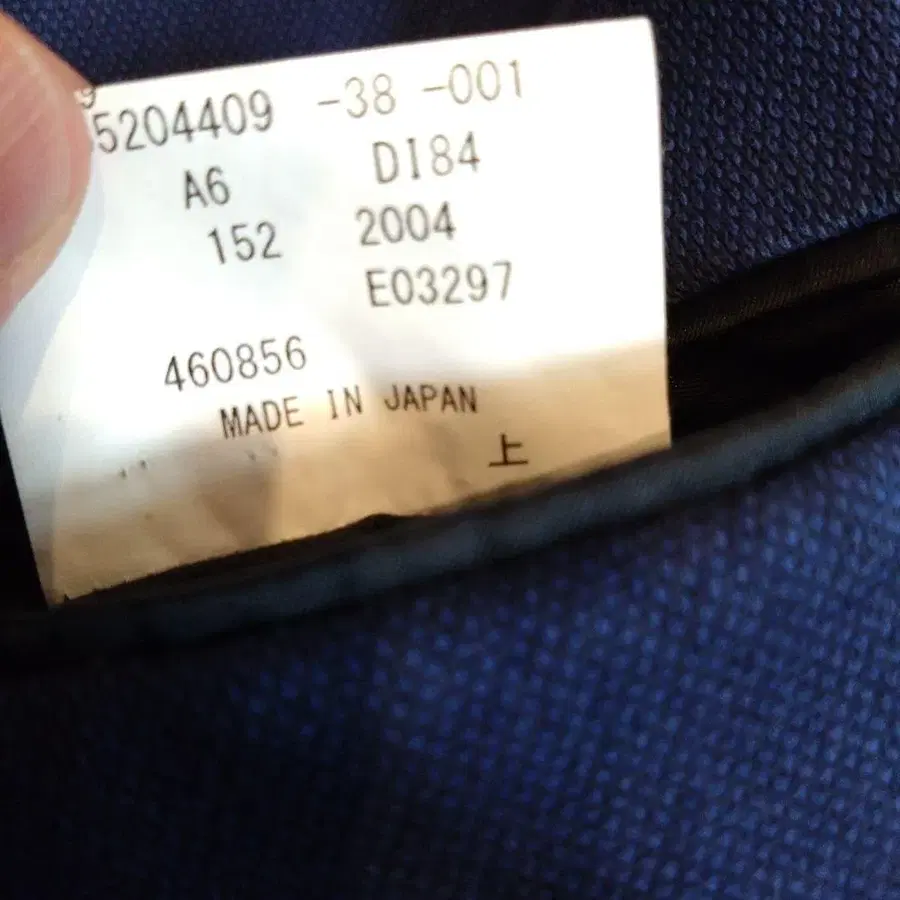 5204409 -38 -001
A6 DI84
152 2004
E03297
460856
MADE IN JAPAN
上